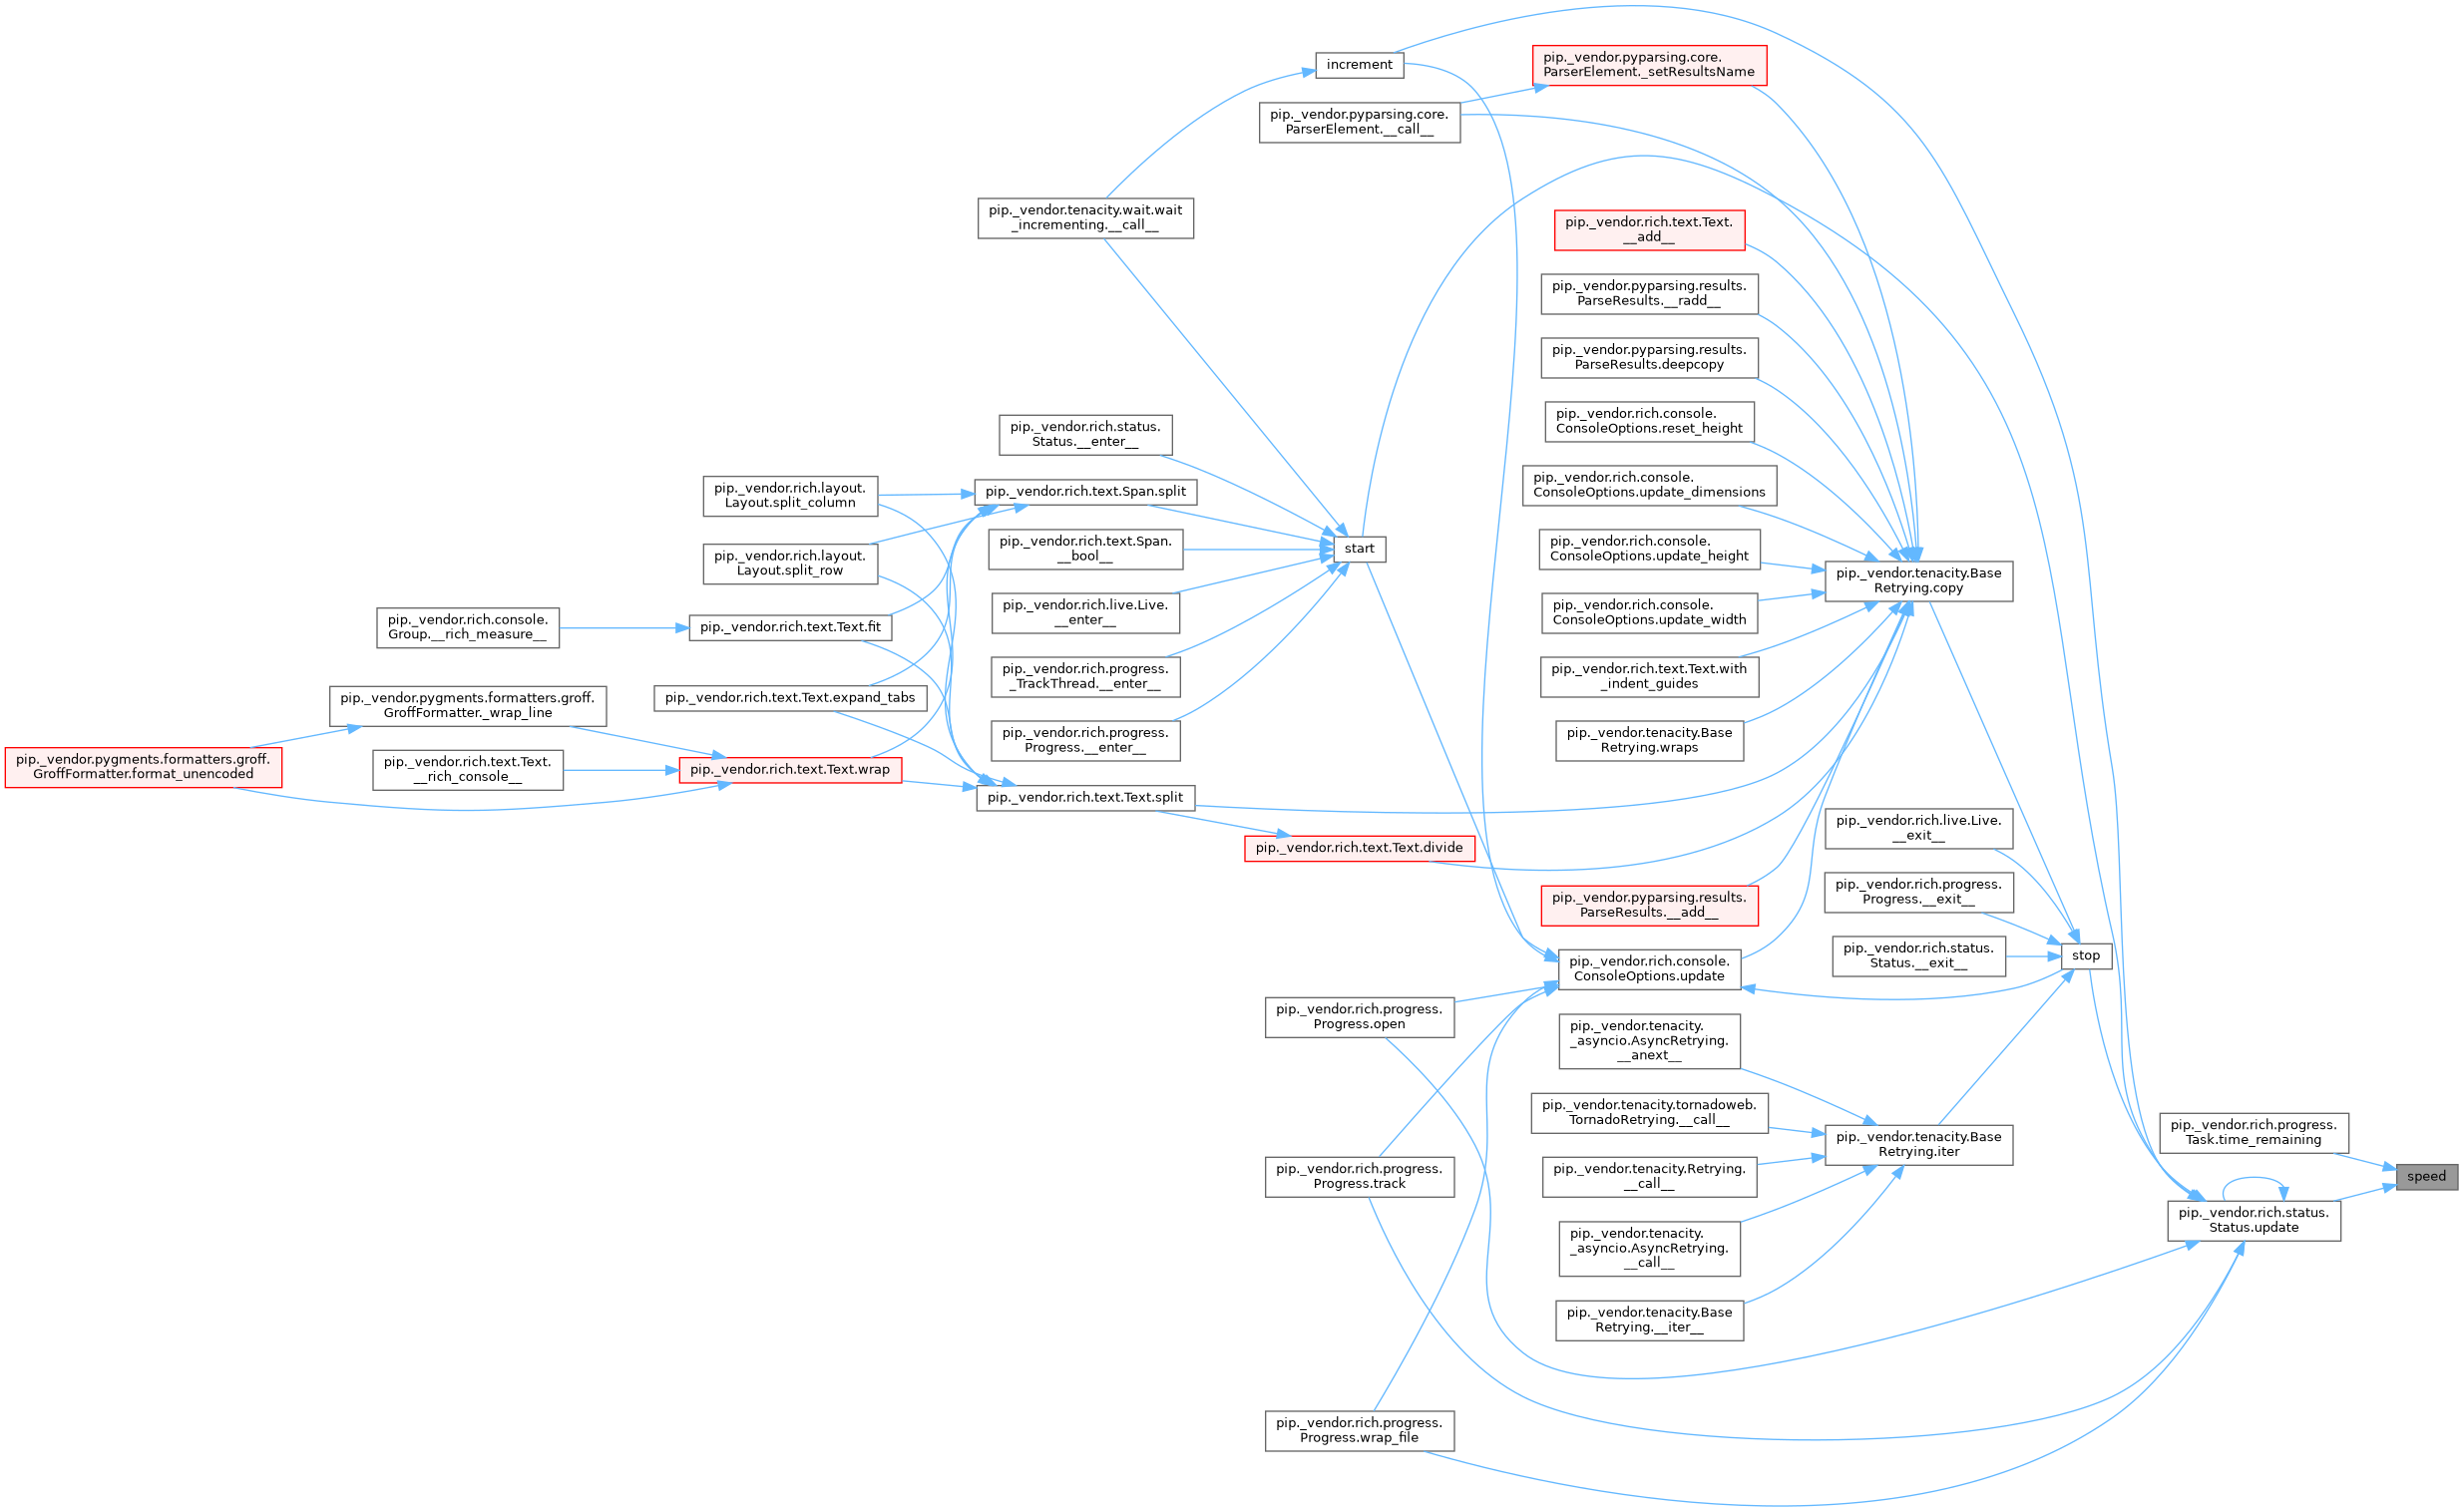 increment
pip._vendor.pyparsing.core.
ParserElement._setResultsName
pip._vendor.pyparsing.core.
ParserElement.__call__
pip._vendor.tenacity.wait.wait
_incrementing.__call__
pip._vendor.rich.text.Text.
__add__
pip._vendor.pyparsing.results.
ParseResults.__radd__
pip._vendor.pyparsing.results.
ParseResults.deepcopy
pip._vendor.rich.console.
ConsoleOptions.reset_height
pip._vendor.rich.status.
Status.__enter__
pip._vendor.rich.console.
ConsoleOptions.update_dimensions
pip._vendor.rich.layout.
Layout.split_column
pip._vendor.rich.text.Span.split
pip._vendor.rich.text.Span.
__bool__
start
pip._vendor.rich.console.
ConsoleOptions.update_height
pip._vendor.rich.layout.
Layout.split_row
pip._vendor.tenacity.Base
Retrying.copy
pip._vendor.rich.live.Live.
__enter__
pip._vendor.rich.console.
ConsoleOptions.update_width
pip._vendor.rich.console.
Group.__rich_measure__
pip._vendor.rich.text.Text.fit
pip._vendor.rich.progress.
_TrackThread.__enter__
pip._vendor.rich.text.Text.with
_indent_guides
pip._vendor.pygments.formatters.groff.
GroffFormatter._wrap_line
pip._vendor.rich.text.Text.expand_tabs
pip._vendor.rich.progress.
Progress.__enter__
pip._vendor.tenacity.Base
Retrying.wraps
pip._vendor.pygments.formatters.groff.
GroffFormatter.format_unencoded
pip._vendor.rich.text.Text.
__rich_console__
pip._vendor.rich.text.Text.wrap
pip._vendor.rich.text.Text.split
pip._vendor.rich.live.Live.
__exit__
pip._vendor.rich.text.Text.divide
pip._vendor.rich.progress.
Progress.__exit__
pip._vendor.pyparsing.results.
ParseResults.__add__
pip._vendor.rich.status.
Status.__exit__
stop
pip._vendor.rich.console.
ConsoleOptions.update
pip._vendor.rich.progress.
Progress.open
pip._vendor.tenacity.
_asyncio.AsyncRetrying.
__anext__
pip._vendor.tenacity.tornadoweb.
TornadoRetrying.__call__
pip._vendor.tenacity.Base
Retrying.iter
pip._vendor.rich.progress.
Task.time_remaining
pip._vendor.rich.progress.
Progress.track
pip._vendor.tenacity.Retrying.
__call__
speed
pip._vendor.rich.status.
Status.update
pip._vendor.tenacity.
_asyncio.AsyncRetrying.
__call__
pip._vendor.tenacity.Base
Retrying.__iter__
pip._vendor.rich.progress.
Progress.wrap_file